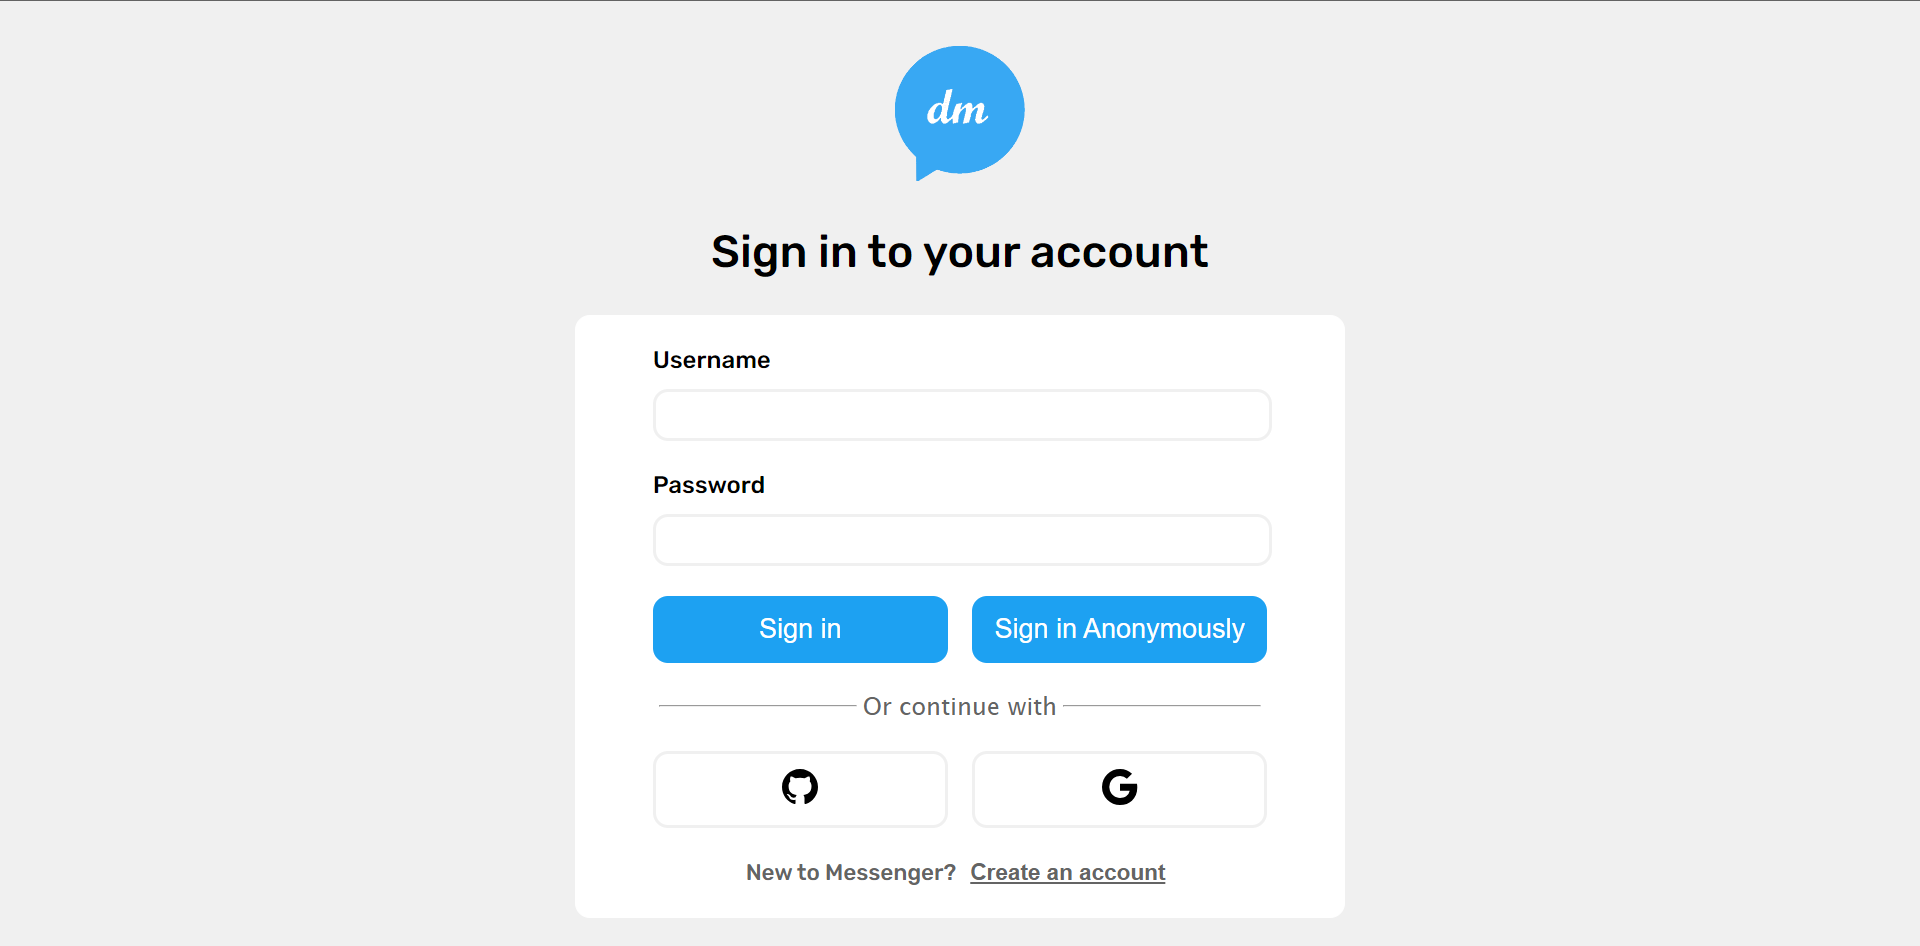 dm
Sign in to your account
Username
Password
Sign in
Sign in Anonymously
Or continue with
G
New to Messenger? Create an account